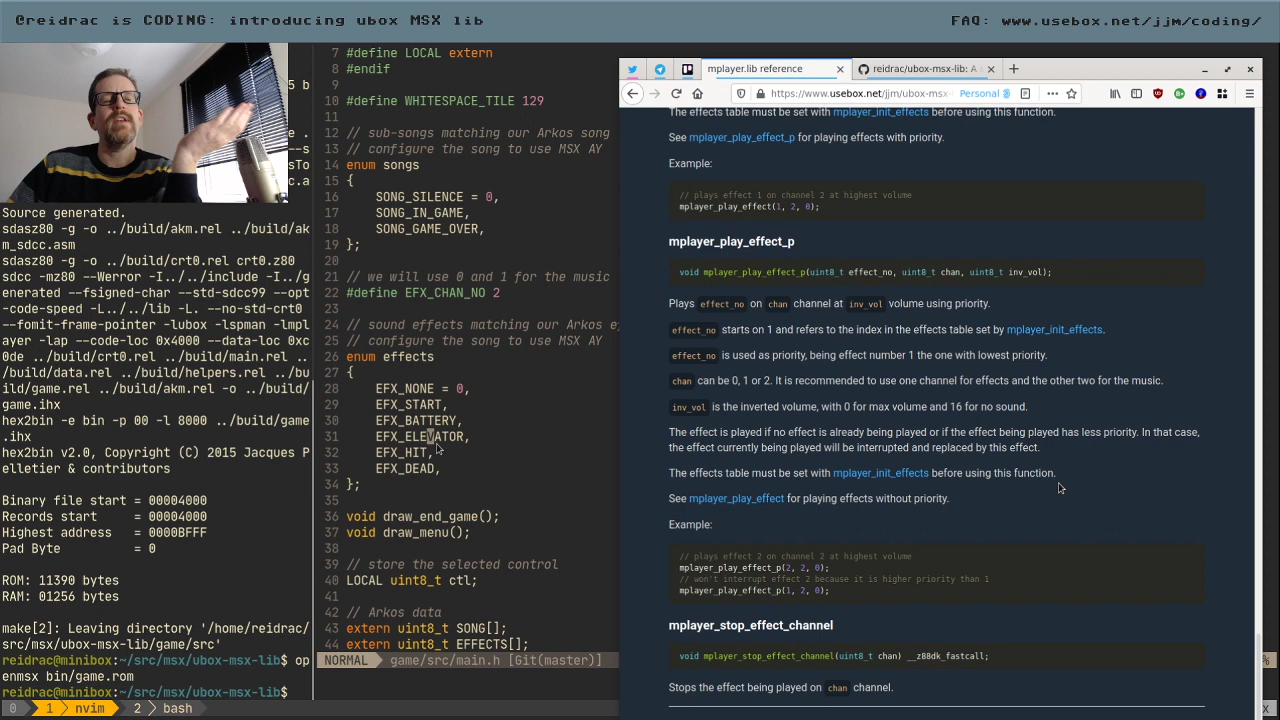 @reidrac is CODING: introducing ubox MSX lib
FAQ: www.usebox.net/jjm/coding/
5 b
--s
sTo
c.a
Source generated.
sdasz80 -g -o ../build/akm.rel ../build/ak
m_sdcc.asm
sdasz80 -g -o ../build/crt0.rel crt0.z80
sdcc -mz80 --Werror -I../../include -I../g
enerated --fsigned-char --std-sdcc99 --opt
-code-speed -L../../lib -L. --no-std-crt0
--fomit-frame-pointer -lubox -lspman -lmpl
ayer -lap --code-loc 0x4000 --data-loc 0xc
0de ../build/crt0.rel ../build/main.rel ..
/build/data.rel ../build/helpers.rel ../bu
ild/game.rel ../build/akm.rel -o ../build/
game.ihx
hex2bin -e bin -p 00 -l 8000 ../build/game
.ihx
hex2bin v2.0, Copyright (C) 2015 Jacques P
elletier & contributors
Binary file start = 00004000
Records start     = 00004000
Highest address   = 0000BFFF
Pad Byte          = 0
ROM: 11390 bytes
RAM: 01256 bytes
make[2]: Leaving directory '/home/reidrac/
src/msx/ubox-msx-lib/game/src'
reidrac@minibox:~/src/msx/ubox-msx-lib$ op
enmsx bin/game.rom
reidrac@minibox:~/src/msx/ubox-msx-lib$
0 1 nvim 2 bash
7 #define LOCAL extern
8 #endif
9
10 #define WHITESPACE_TILE 129
11
12 // sub-songs matching our Arkos song
13 // configure the song to use MSX AY
14 enum songs
15 {
16 SONG_SILENCE = 0,
17 SONG_IN_GAME,
18 SONG_GAME_OVER,
19 };
20
21 // we will use 0 and 1 for the music
22 #define EFX_CHAN_NO 2
23
24 // sound effects matching our Arkos ef
25 // configure the song to use MSX AY
26 enum effects
27 {
28 EFX_NONE = 0,
29 EFX_START,
30 EFX_BATTERY,
31 EFX_ELEVATOR,
32 EFX_HIT,
33 EFX_DEAD,
34 };
35
36 void draw_end_game();
37 void draw_menu();
38
39 // store the selected control
40 LOCAL uint8_t ctl;
41
42 // Arkos data
43 extern uint8_t SONG[];
44 extern uint8_t EFFECTS[];
NORMAL game/src/main.h [Git(master)]
mplayer.lib reference
reidrac/ubox-msx-lib: A
https://www.usebox.net/jjm/ubox-msx- Personal
The effects table must be set with mplayer_init_effects before using this function.
See mplayer_play_effect_p for playing effects with priority.
Example:
// plays effect 1 on channel 2 at highest volume
mplayer_play_effect(1, 2, 0);
mplayer_play_effect_p
void mplayer_play_effect_p(uint8_t effect_no, uint8_t chan, uint8_t inv_vol);
Plays effect_no on chan channel at inv_vol volume using priority.
effect_no starts on 1 and refers to the index in the effects table set by mplayer_init_effects.
effect_no is used as priority, being effect number 1 the one with lowest priority.
chan can be 0, 1 or 2. It is recommended to use one channel for effects and the other two for the music.
inv_vol is the inverted volume, with 0 for max volume and 16 for no sound.
The effect is played if no effect is already being played or if the effect being played has less priority. In that case,
the effect currently being played will be interrupted and replaced by this effect.
The effects table must be set with mplayer_init_effects before using this function.
See mplayer_play_effect for playing effects without priority.
Example:
// plays effect 2 on channel 2 at highest volume
mplayer_play_effect_p(2, 2, 0);
// won't interrupt effect 2 because it is higher priority than 1
mplayer_play_effect_p(1, 2, 0);
mplayer_stop_effect_channel
void mplayer_stop_effect_channel(uint8_t chan) __z88dk_fastcall;
Stops the effect being played on chan channel.